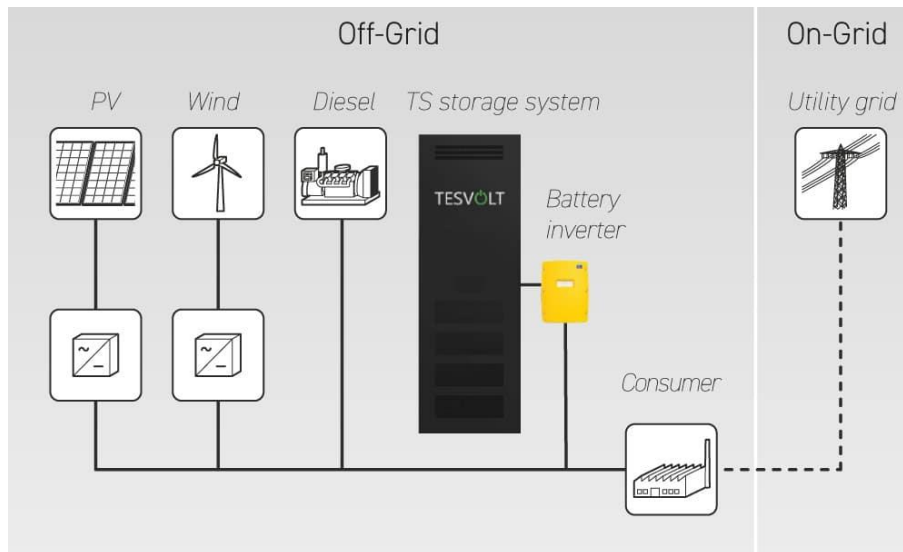 Off-Grid
On-Grid
PV
Wind
Diesel
TS storage system
Utility grid
TESVOLT
Battery
inverter
Consumer